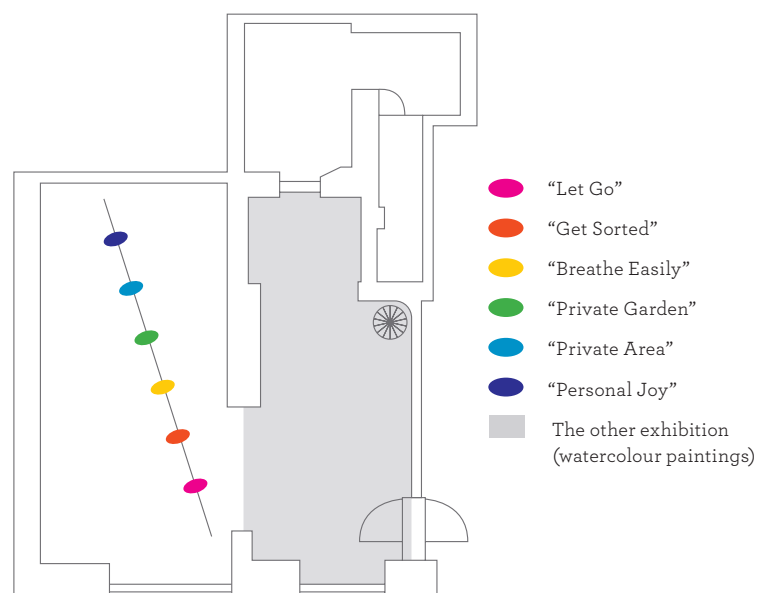 “Let Go”
“Get Sorted”
“Breathe Easily”
“Private Garden”
“Private Area”
“Personal Joy”
The other exhibition
(watercolour paintings)